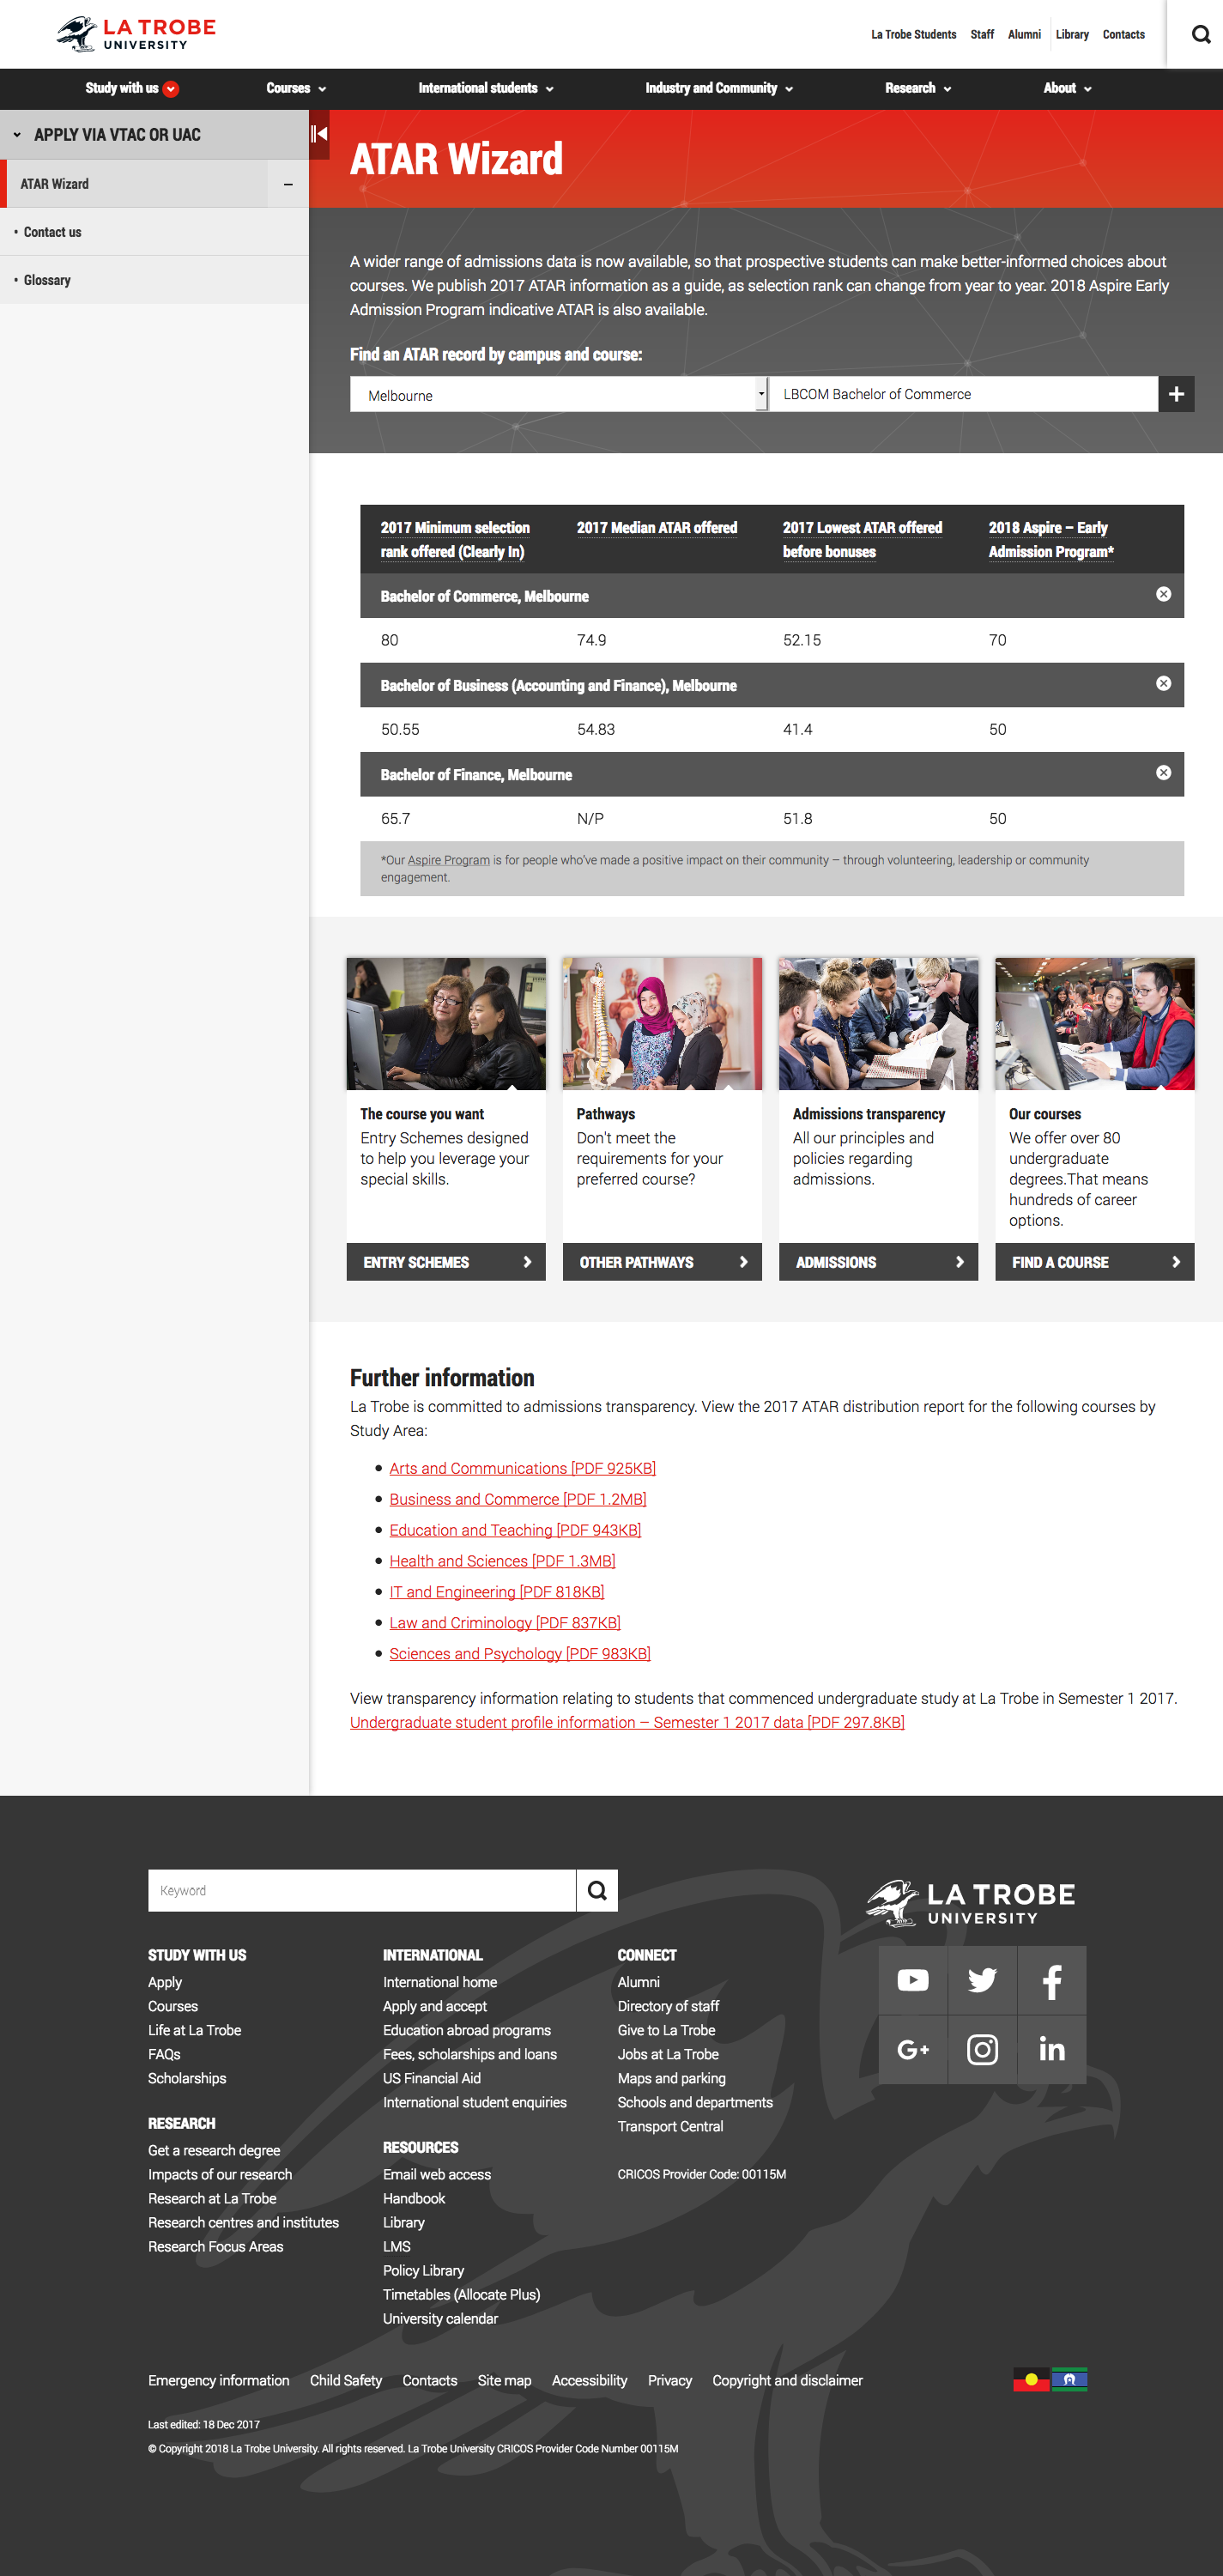 LA TROBE
UNIVERSITY
La Trobe Students Staff Alumni Library Contacts
Study with us Courses International students Industry and Community Research About
APPLY VIA VTAC OR UAC
ATAR Wizard
Contact us
Glossary
ATAR Wizard
A wider range of admissions data is now available, so that prospective students can make better-informed choices about
courses. We publish 2017 ATAR information as a guide, as selection rank can change from year to year. 2018 Aspire Early
Admission Program indicative ATAR is also available.
Find an ATAR record by campus and course:
Melbourne LBCOM Bachelor of Commerce
2017 Minimum selection 2017 Median ATAR offered 2017 Lowest ATAR offered 2018 Aspire – Early
rank offered (Clearly In) before bonuses Admission Program*
Bachelor of Commerce, Melbourne
80 74.9 52.15 70
Bachelor of Business (Accounting and Finance), Melbourne
50.55 54.83 41.4 50
Bachelor of Finance, Melbourne
65.7 N/P 51.8 50
*Our Aspire Program is for people who've made a positive impact on their community – through volunteering, leadership or community
engagement.
The course you want
Entry Schemes designed
to help you leverage your
special skills.
ENTRY SCHEMES
Pathways
Don't meet the
requirements for your
preferred course?
OTHER PATHWAYS
Admissions transparency
All our principles and
policies regarding
admissions.
ADMISSIONS
Our courses
We offer over 80
undergraduate
degrees.That means
hundreds of career
options.
FIND A COURSE
Further information
La Trobe is committed to admissions transparency. View the 2017 ATAR distribution report for the following courses by
Study Area:
Arts and Communications [PDF 925KB]
Business and Commerce [PDF 1.2MB]
Education and Teaching [PDF 943KB]
Health and Sciences [PDF 1.3MB]
IT and Engineering [PDF 818KB]
Law and Criminology [PDF 837KB]
Sciences and Psychology [PDF 983KB]
View transparency information relating to students that commenced undergraduate study at La Trobe in Semester 1 2017.
Undergraduate student profile information – Semester 1 2017 data [PDF 297.8KB]
Keyword
LA TROBE
UNIVERSITY
STUDY WITH US
Apply
Courses
Life at La Trobe
FAQs
Scholarships
RESEARCH
Get a research degree
Impacts of our research
Research at La Trobe
Research centres and institutes
Research Focus Areas
INTERNATIONAL
International home
Apply and accept
Education abroad programs
Fees, scholarships and loans
US Financial Aid
International student enquiries
RESOURCES
Email web access
Handbook
Library
LMS
Policy Library
Timetables (Allocate Plus)
University calendar
CONNECT
Alumni
Directory of staff
Give to La Trobe
Jobs at La Trobe
Maps and parking
Schools and departments
Transport Central
CRICOS Provider Code: 00115M
G+
in
Emergency information Child Safety Contacts Site map Accessibility Privacy Copyright and disclaimer
Last edited: 18 Dec 2017
© Copyright 2018 La Trobe University. All rights reserved. La Trobe University CRICOS Provider Code Number 00115M